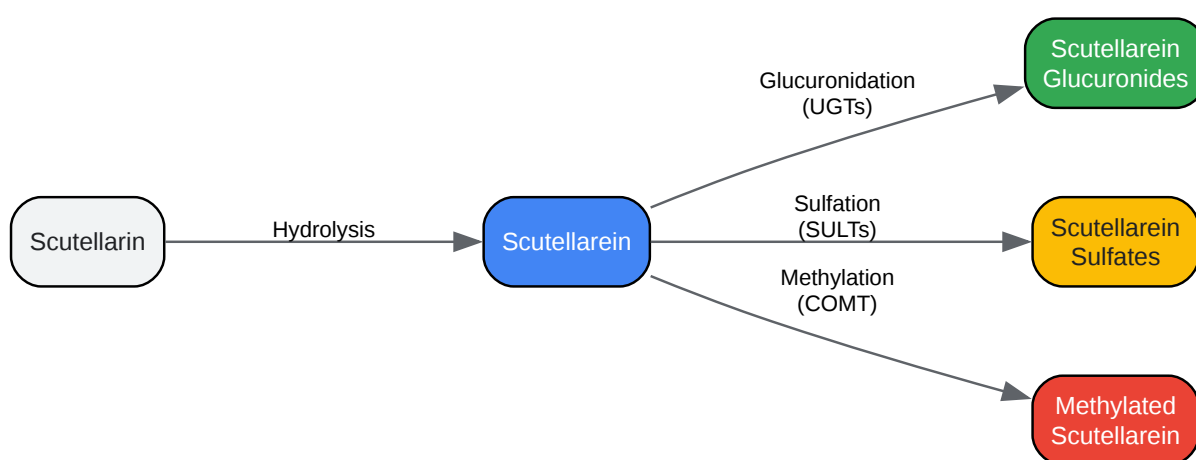 Scutellarin
Hydrolysis
Scutellarein
Glucuronidation
(UGTs)
Scutellarein
Glucuronides
Sulfation
(SULTs)
Scutellarein
Sulfates
Methylation
(COMT)
Methylated
Scutellarein